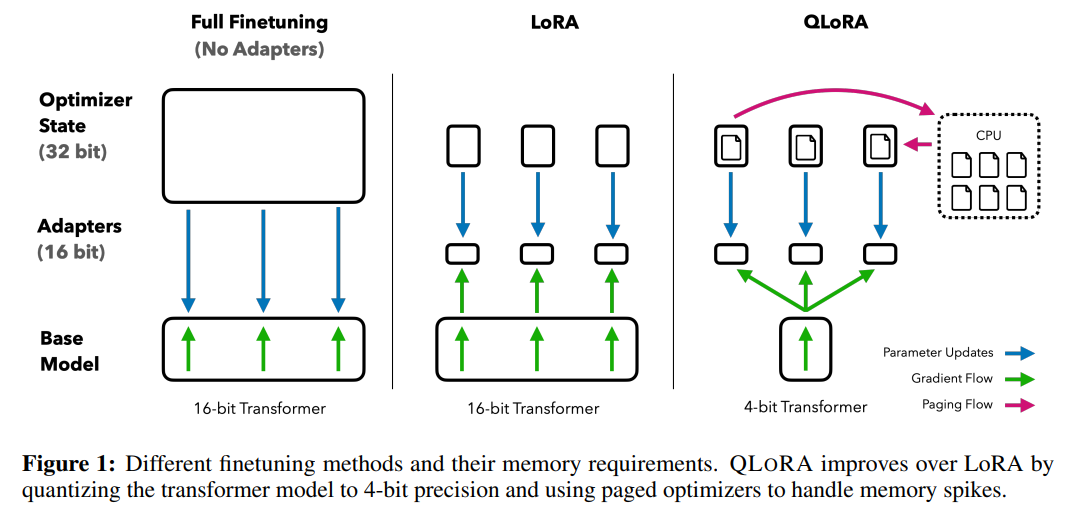 Full Finetuning
(No Adapters)
LoRA
QLoRA
Optimizer
State
(32 bit)
CPU
Adapters
(16 bit)
Base
Model
Parameter Updates
Gradient Flow
Paging Flow
16-bit Transformer
16-bit Transformer
4-bit Transformer
Figure 1: Different finetuning methods and their memory requirements. QLORA improves over LoRA by
quantizing the transformer model to 4-bit precision and using paged optimizers to handle memory spikes.